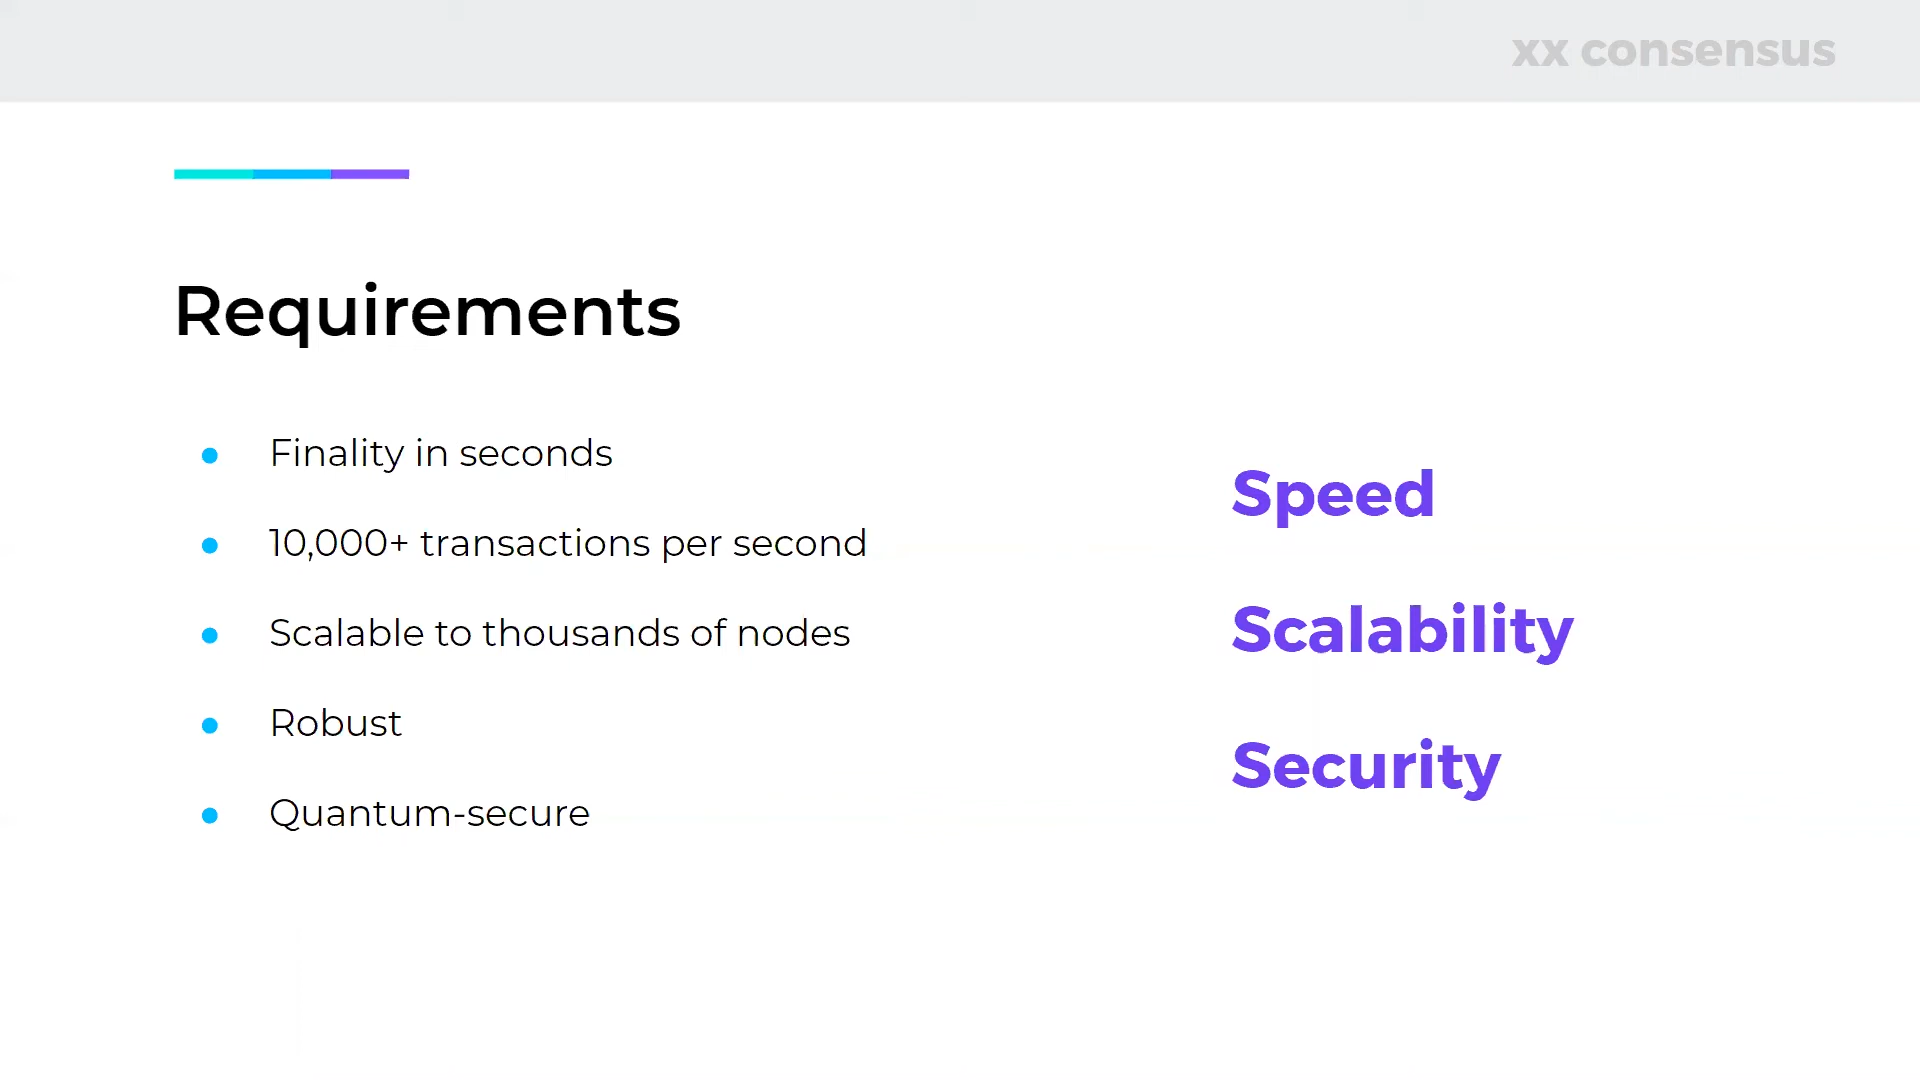 xx consensus
Requirements
Finality in seconds
10,000+ transactions per second
Scalable to thousands of nodes
Robust
Quantum-secure
Speed
Scalability
Security